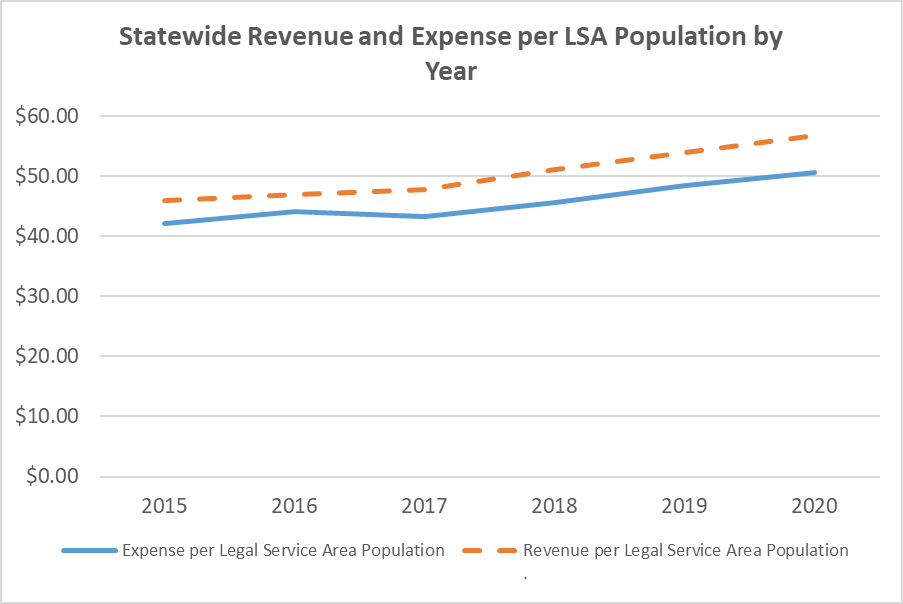 Statewide Revenue and Expense per LSA Population by
Year
$60.00
$50.00
$40.00
$30.00
$20.00
$10.00
$0.00
2015 2016 2017 2018 2019 2020
Expense per Legal Service Area Population Revenue per Legal Service Area Population
.